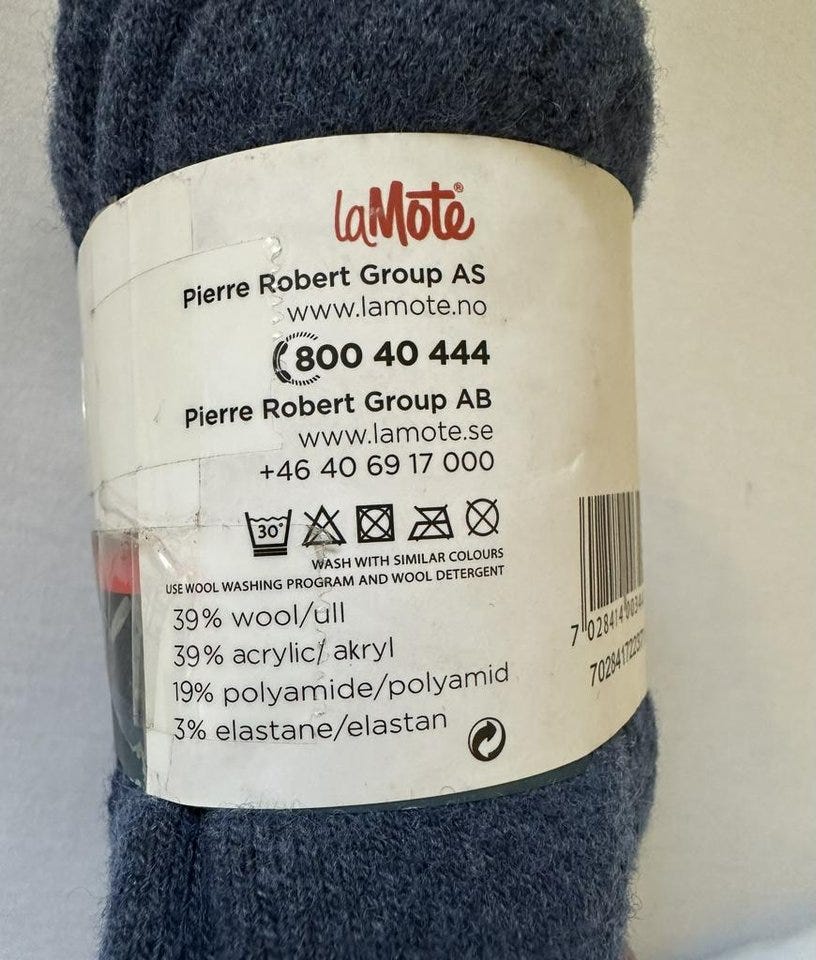 laMote®
Pierre Robert Group AS
www.lamote.no
800 40 444
Pierre Robert Group AB
www.lamote.se
+46 40 69 17 000
30°
WASH WITH SIMILAR COLOURS
USE WOOL WASHING PROGRAM AND WOOL DETERGENT
39% wool/ull
39% acrylic/ akryl
19% polyamide/polyamid
3% elastane/elastan